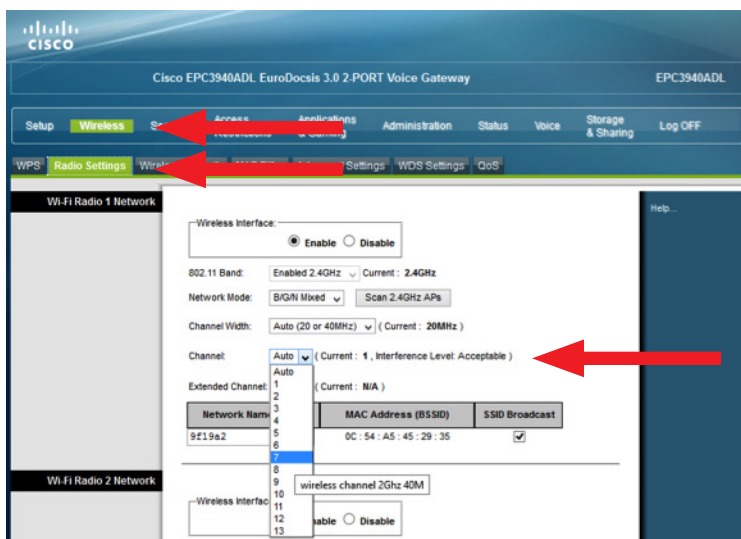 CISCO
Cisco EPC3940ADL EuroDocsis 3.0 2-PORT Voice Gateway EPC3940ADL
Setup Wireless Access Applications Administration Status Voice Storage & Sharing Log OFF
WPS Radio Settings Settings WDS Settings QoS
Wi-Fi Radio 1 Network
Help...
Wireless Interface:
Enable Disable
802.11 Band: Enabled 2.4GHz Current : 2.4GHz
Network Mode: B/G/N Mixed Scan 2.4GHz APs
Channel Width: Auto (20 or 40MHz) ( Current : 20MHz )
Channel: Auto ( Current : 1 , Interference Level: Acceptable )
Auto
Extended Channel: ( Current : N/A )
1
2
3
4
5
6
7
8
9
10
11
12
13
Network MAC Address (BSSID) SSID Broadcast
9f19a2 0C : 54 : A5 : 45 : 29 : 35
wireless channel 2Ghz 40M
Wi-Fi Radio 2 Network
Wireless
Disable